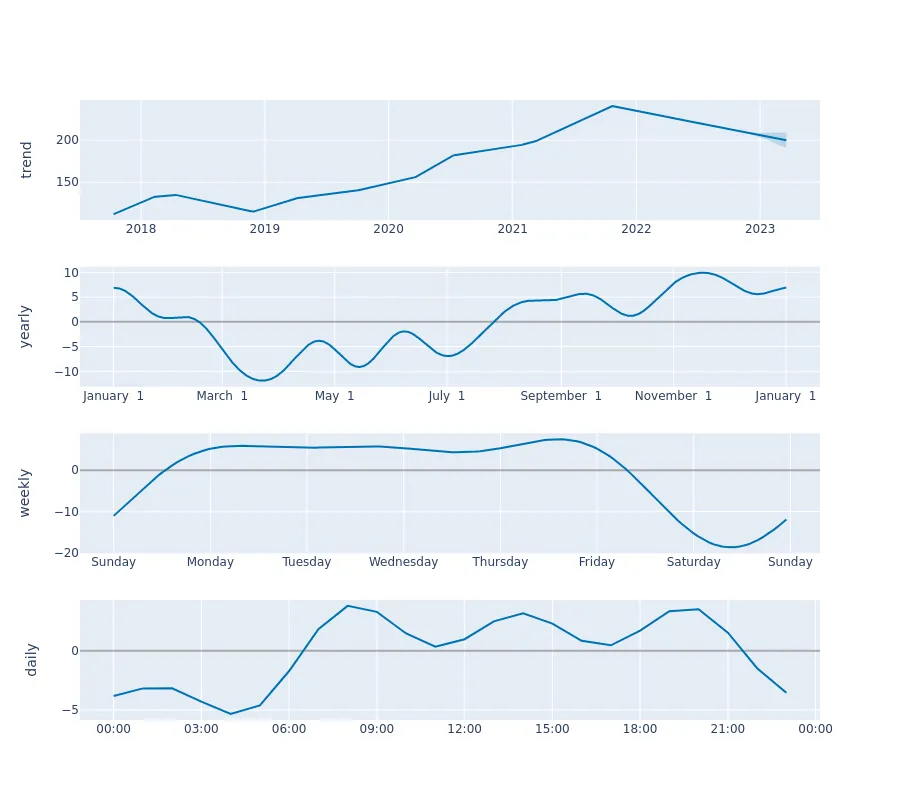 trend
200
150
2018 2019 2020 2021 2022 2023
yearly
10
5
0
−5
−10
January 1 March 1 May 1 July 1 September 1 November 1 January 1
weekly
0
−10
−20
Sunday Monday Tuesday Wednesday Thursday Friday Saturday Sunday
daily
0
−5
00:00 03:00 06:00 09:00 12:00 15:00 18:00 21:00 00:00